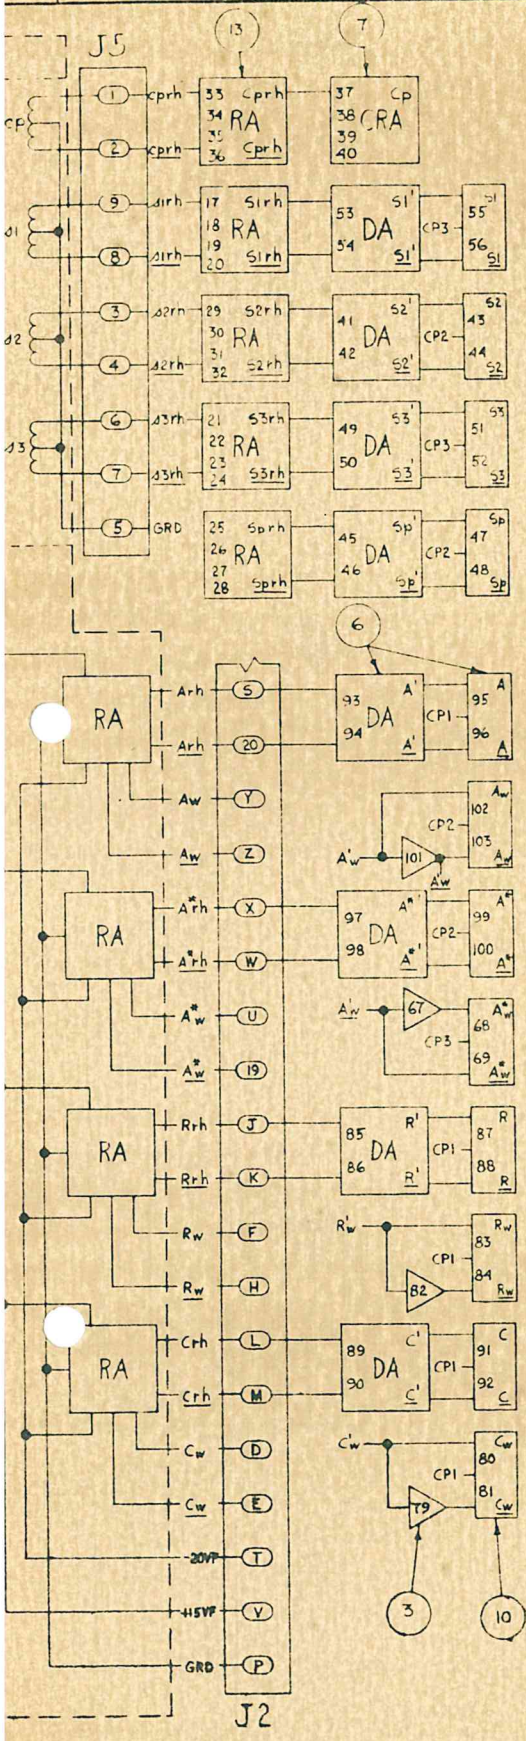 J5 13 7
cp 1 cprh 33 Cprh 37 Cp
34 RA 38 CRA
35 39
2 cprh 36 Cprh 40
s1 9 s1rh 17 S1rh 53 S1' S1
18 RA DA CP3 55
19 54 56
8 s1rh 20 S1rh S1' S1
s2 3 s2rh 29 S2rh 41 S2' S2
30 RA DA CP2 43
31 42 44
4 s2rh 32 S2rh S2' S2
s3 6 s3rh 21 S3rh 49 S3' S3
22 RA DA CP3 51
23 50 52
7 s3rh 24 S3rh S3' S3
5 GRD 25 Sprh 45 Sp' Sp
26 RA DA CP2 47
27 46 48
28 Sprh Sp' Sp
6
RA Arh S 93 A' A
DA CP1 95
94 96
Arh 20 A' A
Aw Y Aw
102
CP2
103
Aw Z A'w 101 Aw
A'w
RA A*rh X 97 A*' A*
DA CP2 99
98 100
A*rh W A*' A*
A*w U A'w 67 A*w
68
CP3
69
A*w 19 A*w
RA Rrh J 85 R' R
DA CP1 87
86 88
Rrh K R' R
Rw F R'w Rw
83
CP1
84
Rw H 82 Rw
RA Crh L 89 C' C
DA CP1 91
90 92
Crh M C' C
Cw D C'w Cw
80
CP1
81
Cw E 79 Cw
-20VF T
+15VF V 3 10
GRD P
J2